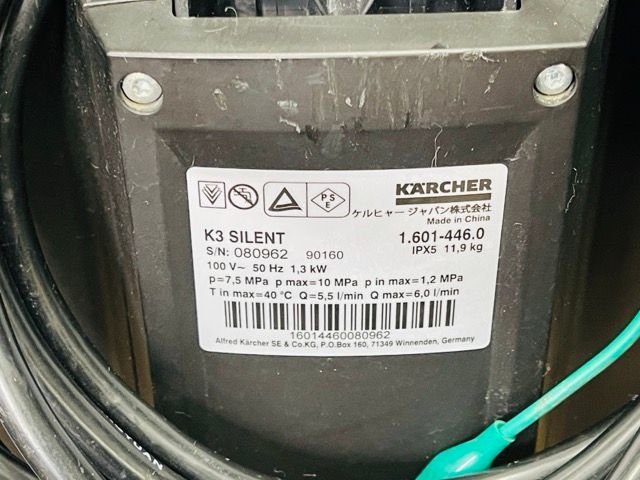 KÄRCHER
P S
E
ケルヒャー ジャパン株式会社
Made in China
K3 SILENT 1.601-446.0
S/N: 080962 90160 IPX5 11,9 kg
100 V~ 50 Hz 1,3 kW
p=7,5 MPa p max=10 MPa p in max=1,2 MPa
T in max=40 °C Q=5,5 l/min Q max=6,0 l/min
16014460080962
Alfred Kärcher SE & Co.KG, P.O.Box 160, 71349 Winnenden, Germany